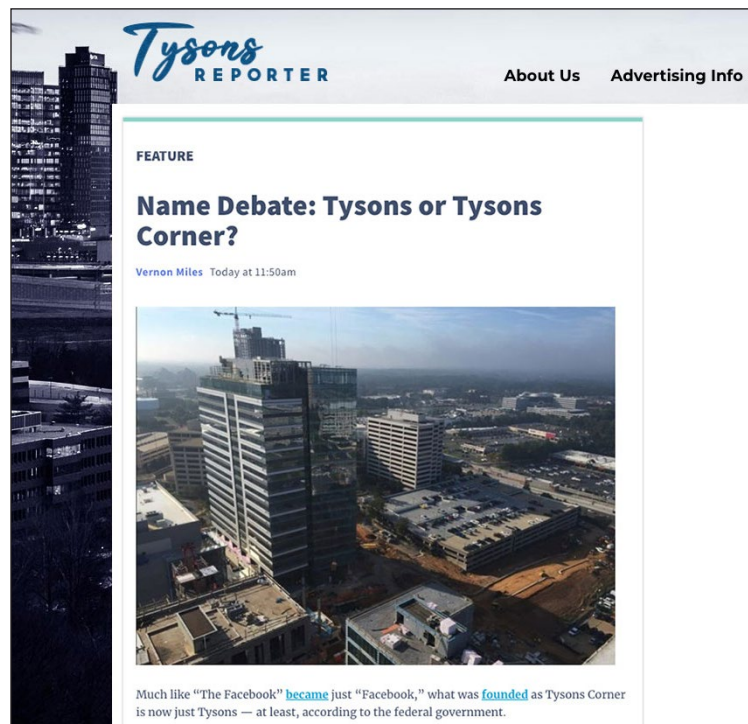 Tysons
REPORTER
About Us Advertising Info
FEATURE
Name Debate: Tysons or Tysons
Corner?
Vernon Miles Today at 11:50am
Much like “The Facebook” became just “Facebook,” what was founded as Tysons Corner
is now just Tysons — at least, according to the federal government.